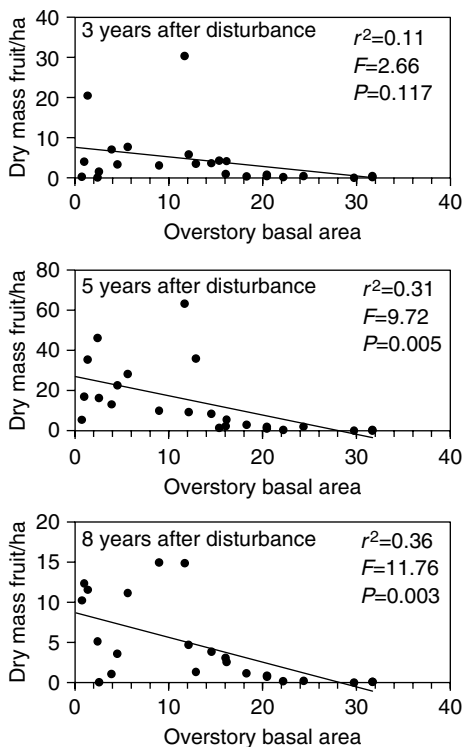 3 years after disturbance
r²=0.11
F=2.66
P=0.117
Dry mass fruit/ha
40
30
20
10
0
0 10 20 30 40
Overstory basal area
5 years after disturbance
r²=0.31
F=9.72
P=0.005
Dry mass fruit/ha
80
60
40
20
0
0 10 20 30 40
Overstory basal area
8 years after disturbance
r²=0.36
F=11.76
P=0.003
Dry mass fruit/ha
20
15
10
5
0
0 10 20 30 40
Overstory basal area